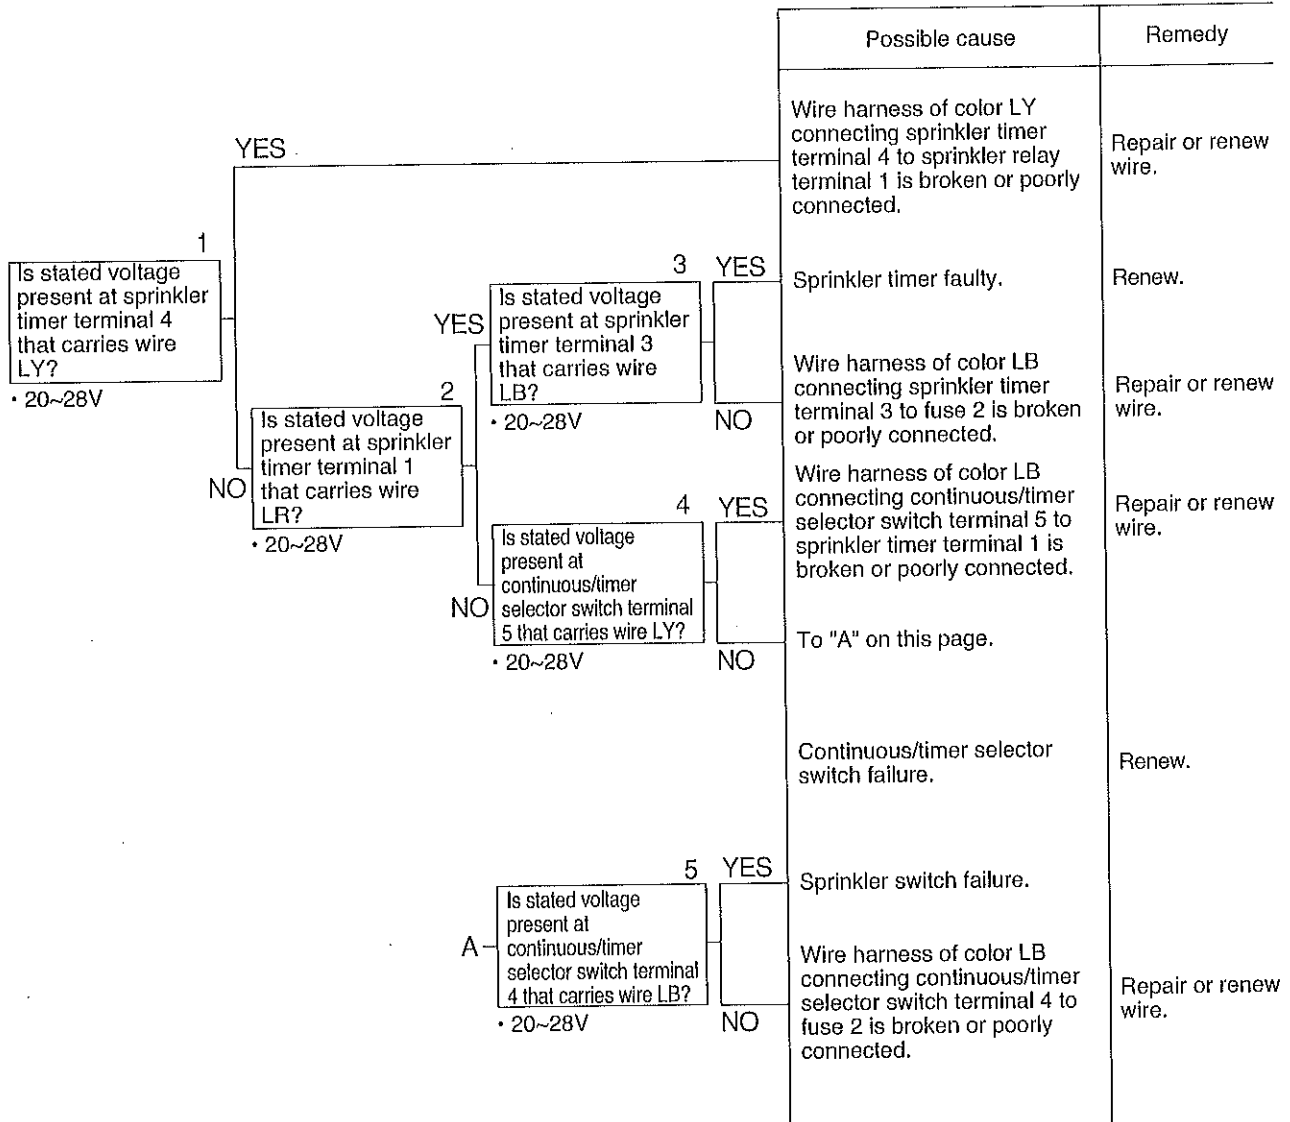 Possible cause
Remedy
YES
Wire harness of color LY
connecting sprinkler timer
terminal 4 to sprinkler relay
terminal 1 is broken or poorly
connected.
Repair or renew
wire.
1
Is stated voltage
present at sprinkler
timer terminal 4
that carries wire
LY?
• 20~28V
NO
2
Is stated voltage
present at sprinkler
timer terminal 1
that carries wire
LR?
• 20~28V
YES
3
Is stated voltage
present at sprinkler
timer terminal 3
that carries wire
LB?
• 20~28V
YES
Sprinkler timer faulty.
Renew.
NO
Wire harness of color LB
connecting sprinkler timer
terminal 3 to fuse 2 is broken
or poorly connected.
Repair or renew
wire.
NO
4
Is stated voltage
present at
continuous/timer
selector switch terminal
5 that carries wire LY?
• 20~28V
YES
Wire harness of color LB
connecting continuous/timer
selector switch terminal 5 to
sprinkler timer terminal 1 is
broken or poorly connected.
Repair or renew
wire.
NO
To "A" on this page.
Continuous/timer selector
switch failure.
Renew.
A
5
Is stated voltage
present at
continuous/timer
selector switch terminal
4 that carries wire LB?
• 20~28V
YES
Sprinkler switch failure.
NO
Wire harness of color LB
connecting continuous/timer
selector switch terminal 4 to
fuse 2 is broken or poorly
connected.
Repair or renew
wire.